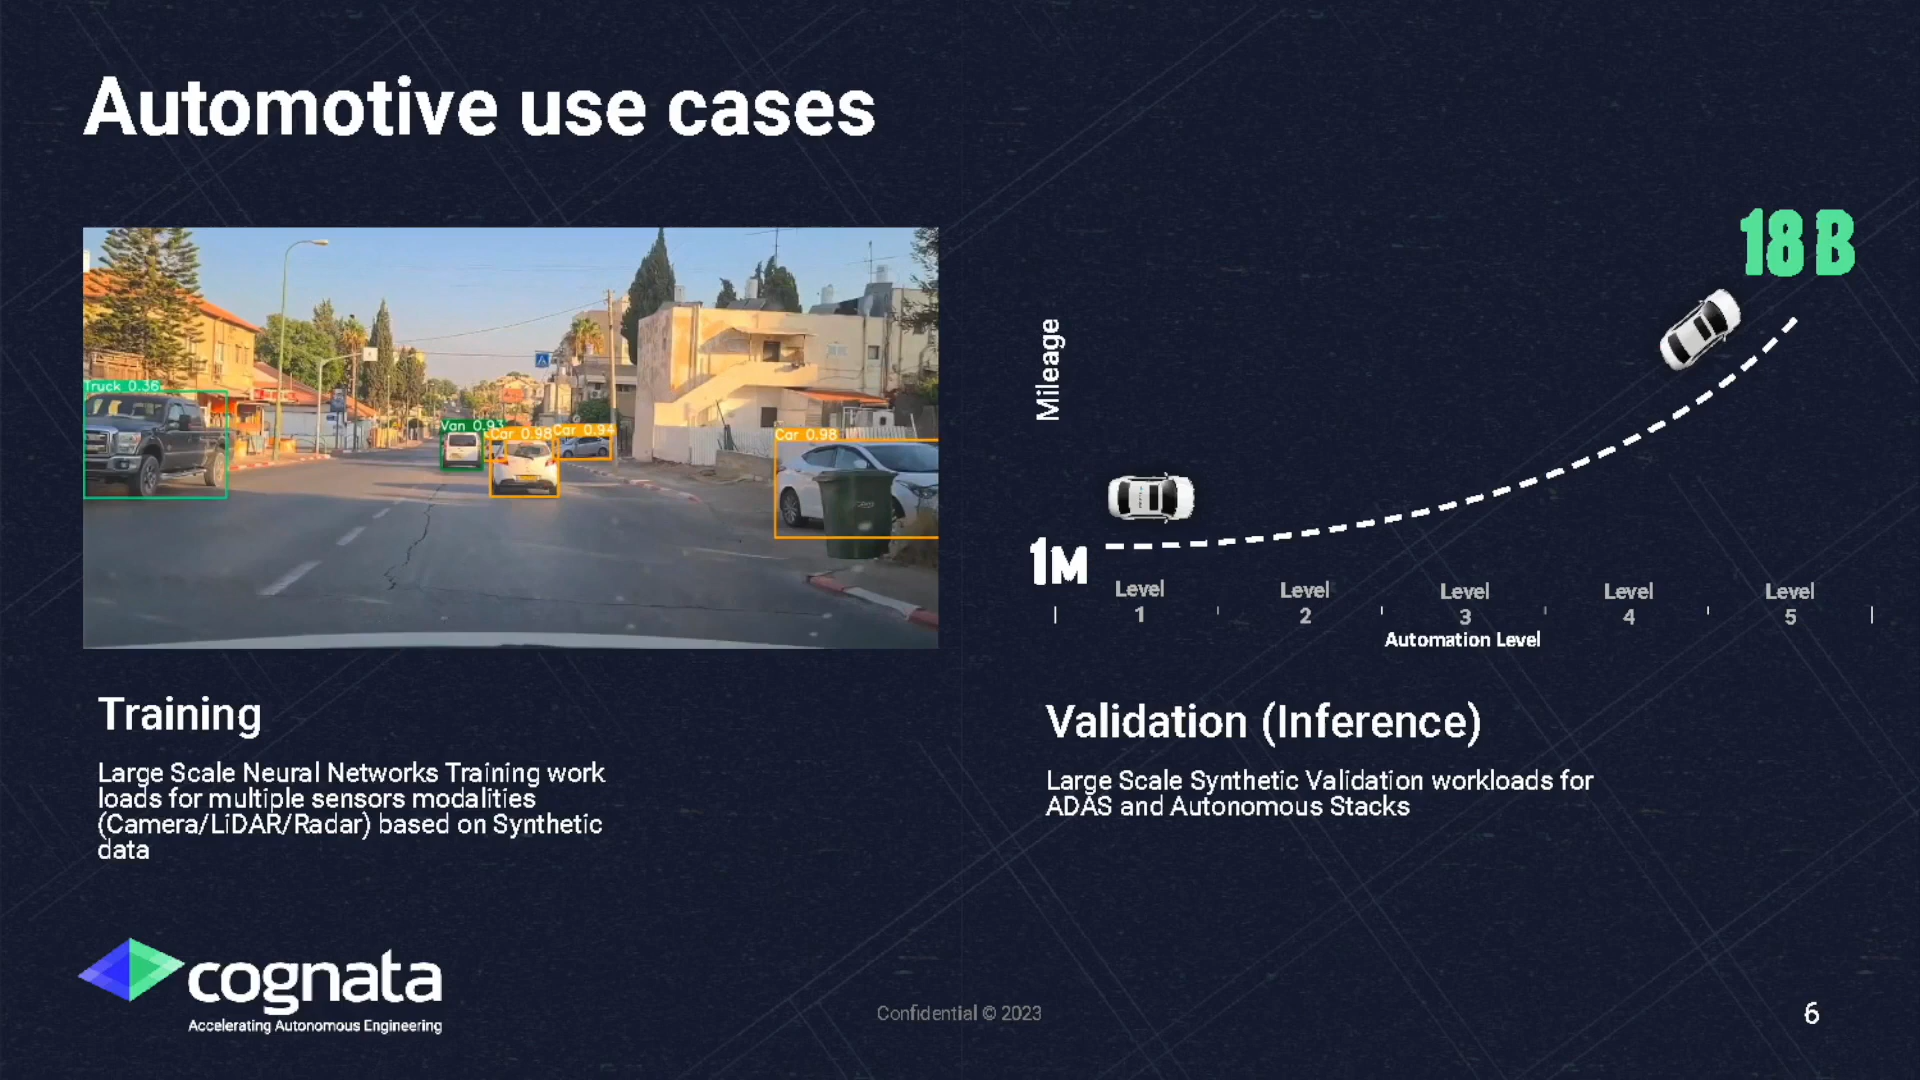 Automotive use cases
Truck 0.36
Van 0.93
Car 0.98
Car 0.94
Car 0.98
Training
Large Scale Neural Networks Training work
loads for multiple sensors modalities
(Camera/LiDAR/Radar) based on Synthetic
data
18 B
Mileage
1M
Level
1
Level
2
Level
3
Level
4
Level
5
Automation Level
Validation (Inference)
Large Scale Synthetic Validation workloads for
ADAS and Autonomous Stacks
cognata
Accelerating Autonomous Engineering
Confidential © 2023
6